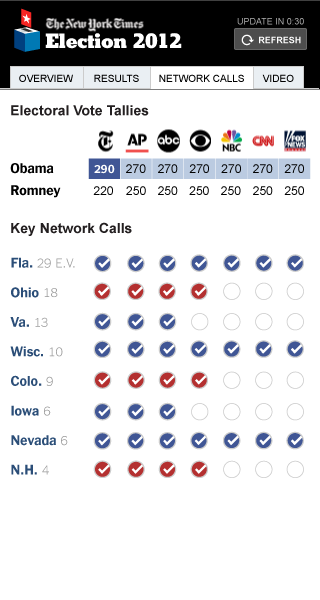 The New York Times
Election 2012
UPDATE IN 0:30
REFRESH
OVERVIEW RESULTS NETWORK CALLS VIDEO
Electoral Vote Tallies
T AP abc NBC CNN FOX NEWS
Obama 290 270 270 270 270 270 270
Romney 220 250 250 250 250 250 250
Key Network Calls
Fla. 29 E.V.
Ohio 18
Va. 13
Wisc. 10
Colo. 9
Iowa 6
Nevada 6
N.H. 4